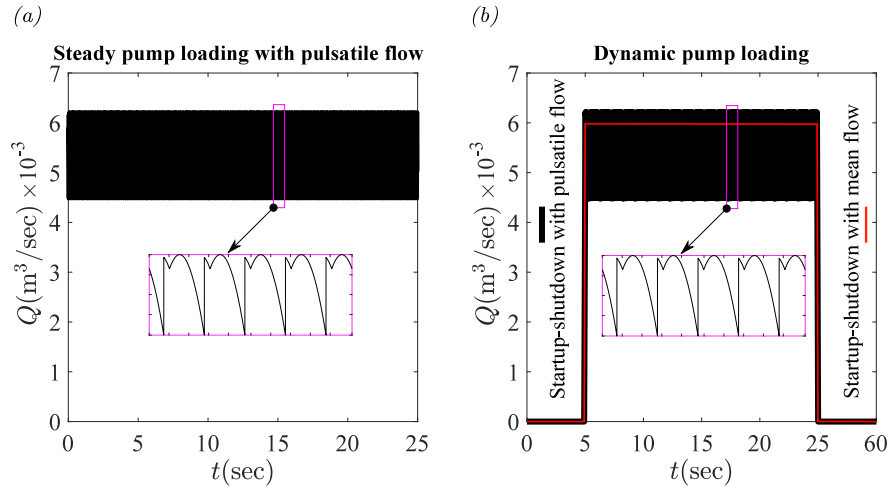 (a)
Steady pump loading with pulsatile flow
7
6
5
4
3
2
1
0
Q(m³/sec) ×10⁻³
0 5 10 15 20 25
t(sec)
(b)
Dynamic pump loading
7
6
5
4
3
2
1
0
Q(m³/sec) ×10⁻³
Startup-shutdown with pulsatile flow
Startup-shutdown with mean flow
0 5 10 15 20 25 60
t(sec)